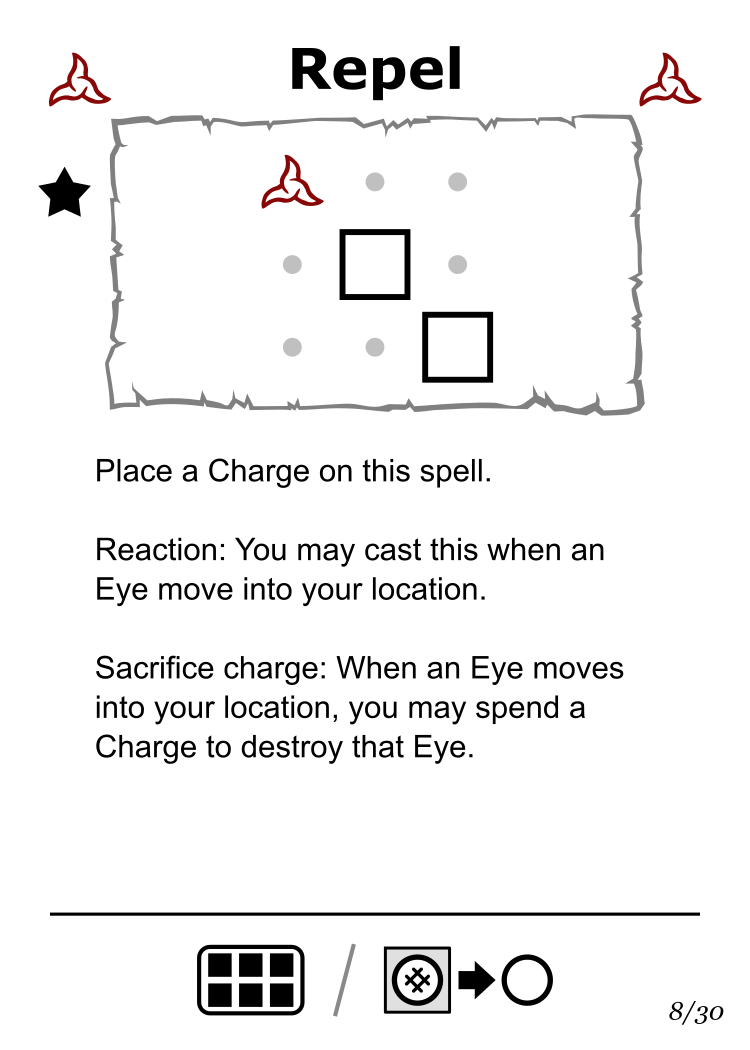 Repel
Place a Charge on this spell.
Reaction: You may cast this when an
Eye move into your location.
Sacrifice charge: When an Eye moves
into your location, you may spend a
Charge to destroy that Eye.
8/30